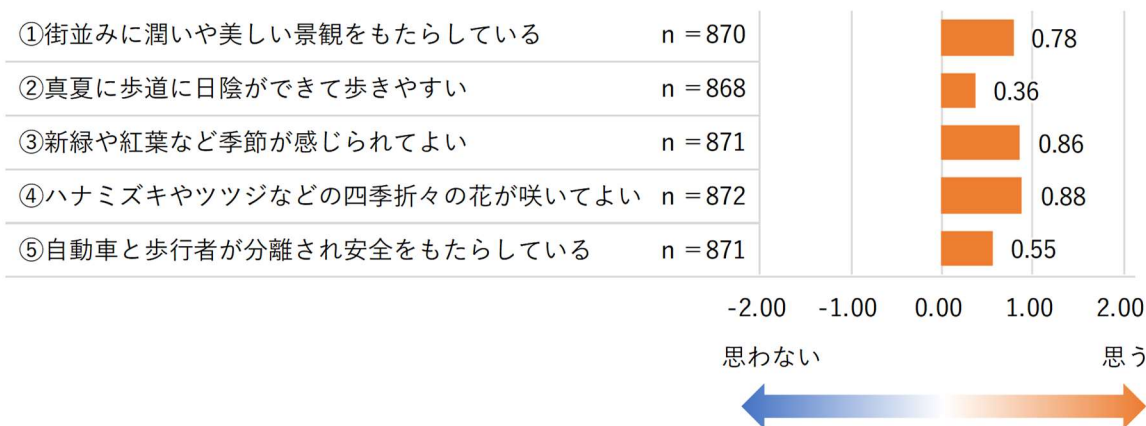 ①街並みに潤いや美しい景観をもたらしている n = 870 0.78
②真夏に歩道に日陰ができて歩きやすい n = 868 0.36
③新緑や紅葉など季節が感じられてよい n = 871 0.86
④ハナミズキやツツジなどの四季折々の花が咲いてよい n = 872 0.88
⑤自動車と歩行者が分離され安全をもたらしている n = 871 0.55
-2.00 -1.00 0.00 1.00 2.00
思わない 思う